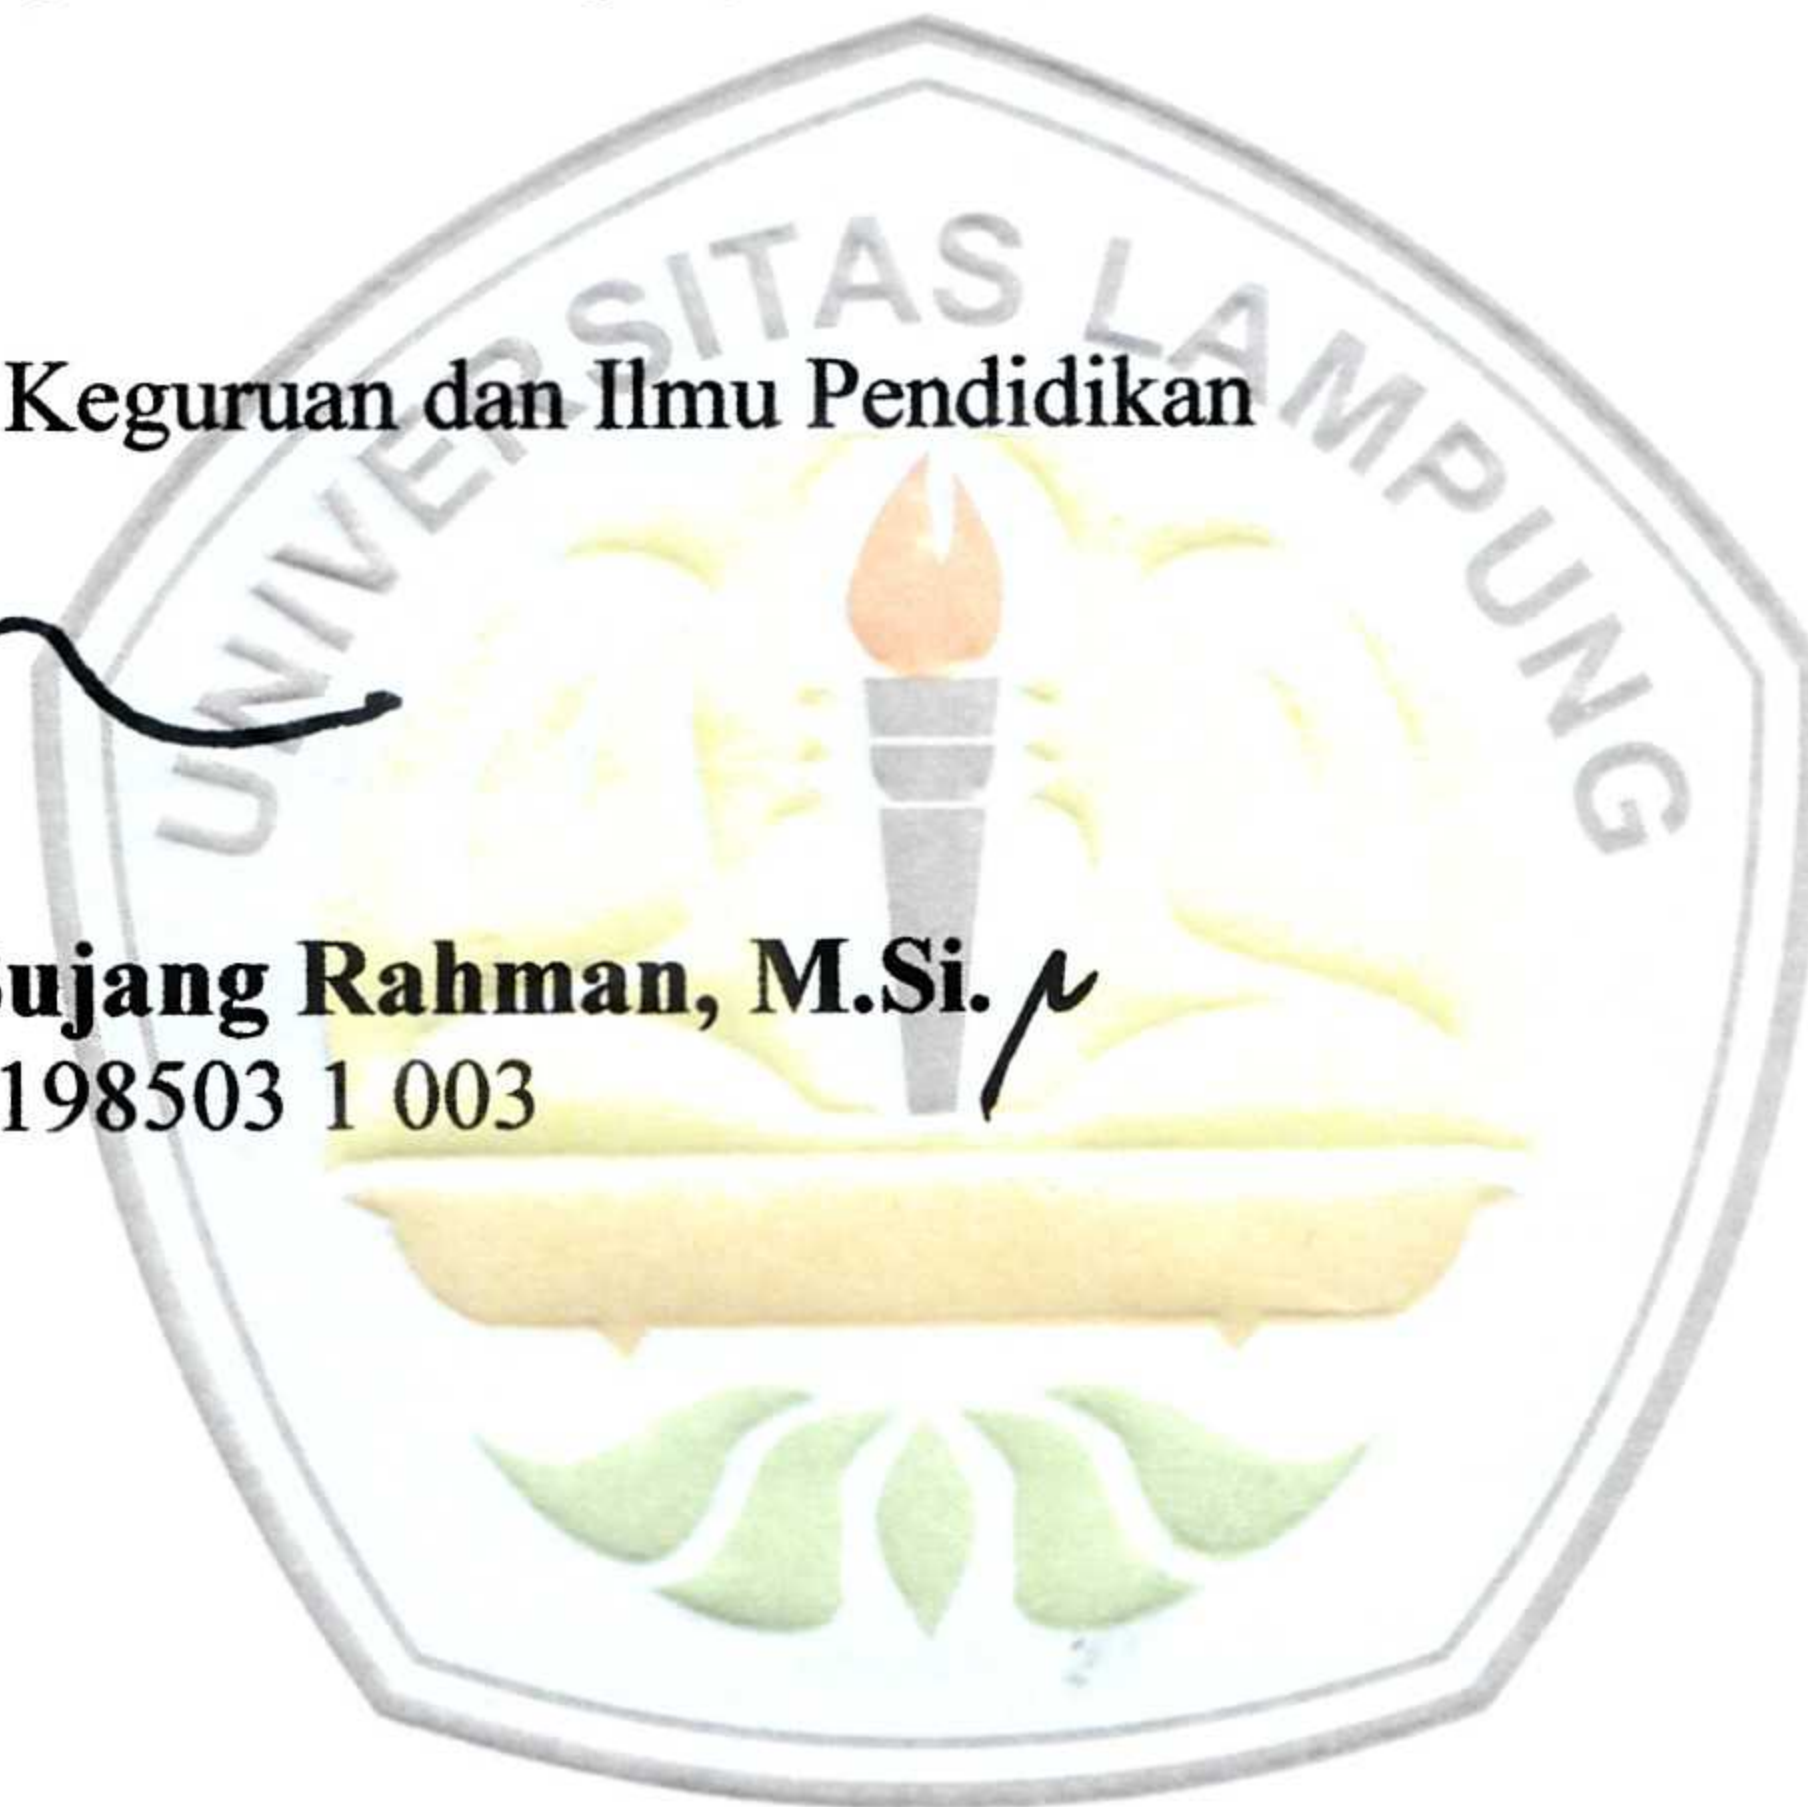 UNIVERSITAS LAMPUNG
Keguruan dan Ilmu Pendidikan
ujang Rahman, M.Si.
198503 1 003